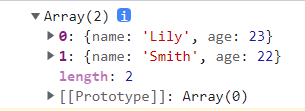 ▼ Array(2) i
▶ 0: {name: 'Lily', age: 23}
▶ 1: {name: 'Smith', age: 22}
length: 2
▶ [[Prototype]]: Array(0)